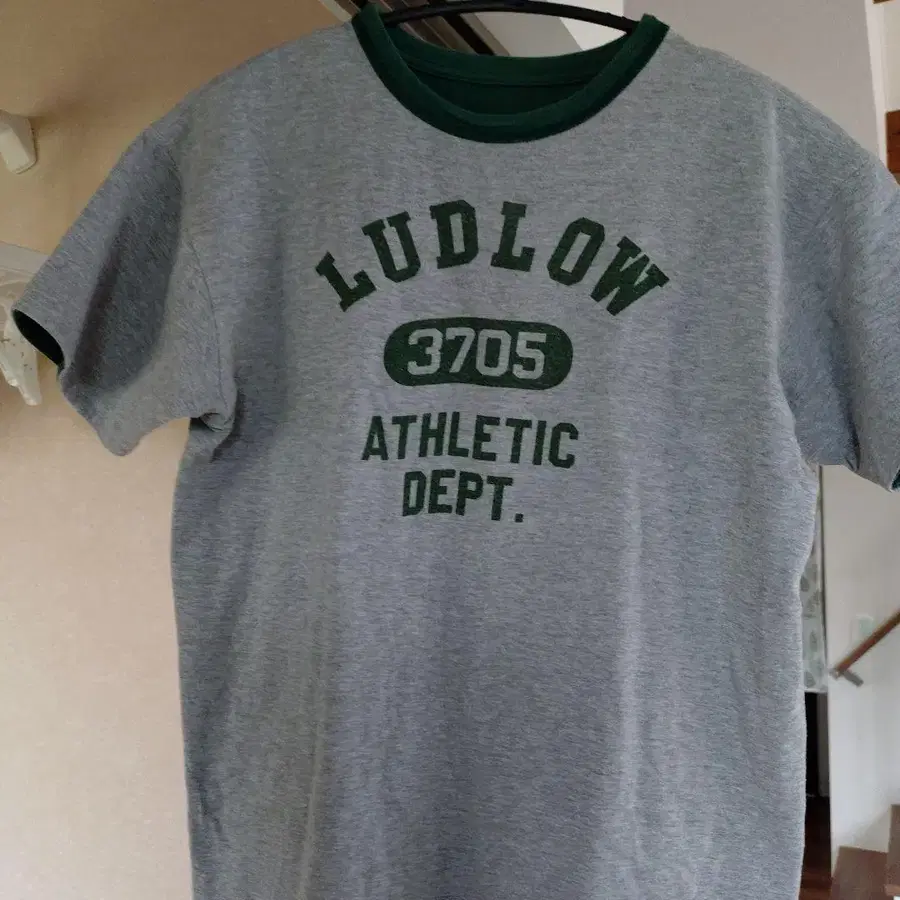 LUDLOW
3705
ATHLETIC
DEPT.